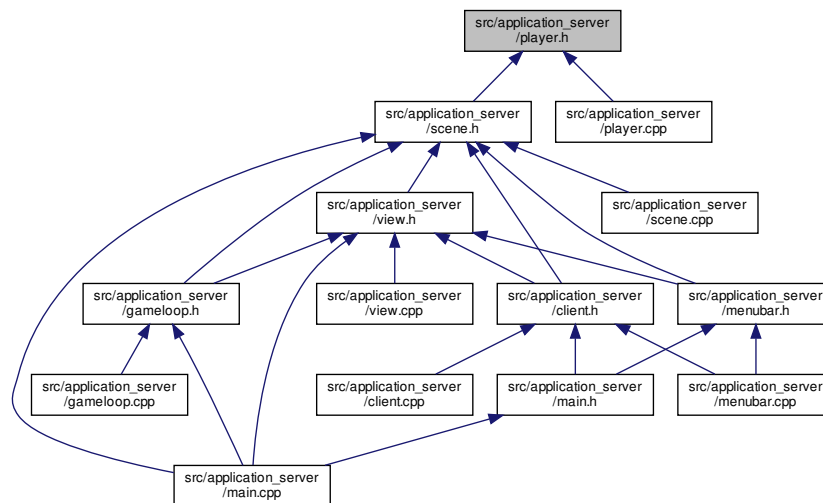 src/application_server
/player.h
src/application_server
/scene.h
src/application_server
/player.cpp
src/application_server
/view.h
src/application_server
/scene.cpp
src/application_server
/gameloop.h
src/application_server
/view.cpp
src/application_server
/client.h
src/application_server
/menubar.h
src/application_server
/gameloop.cpp
src/application_server
/client.cpp
src/application_server
/main.h
src/application_server
/menubar.cpp
src/application_server
/main.cpp